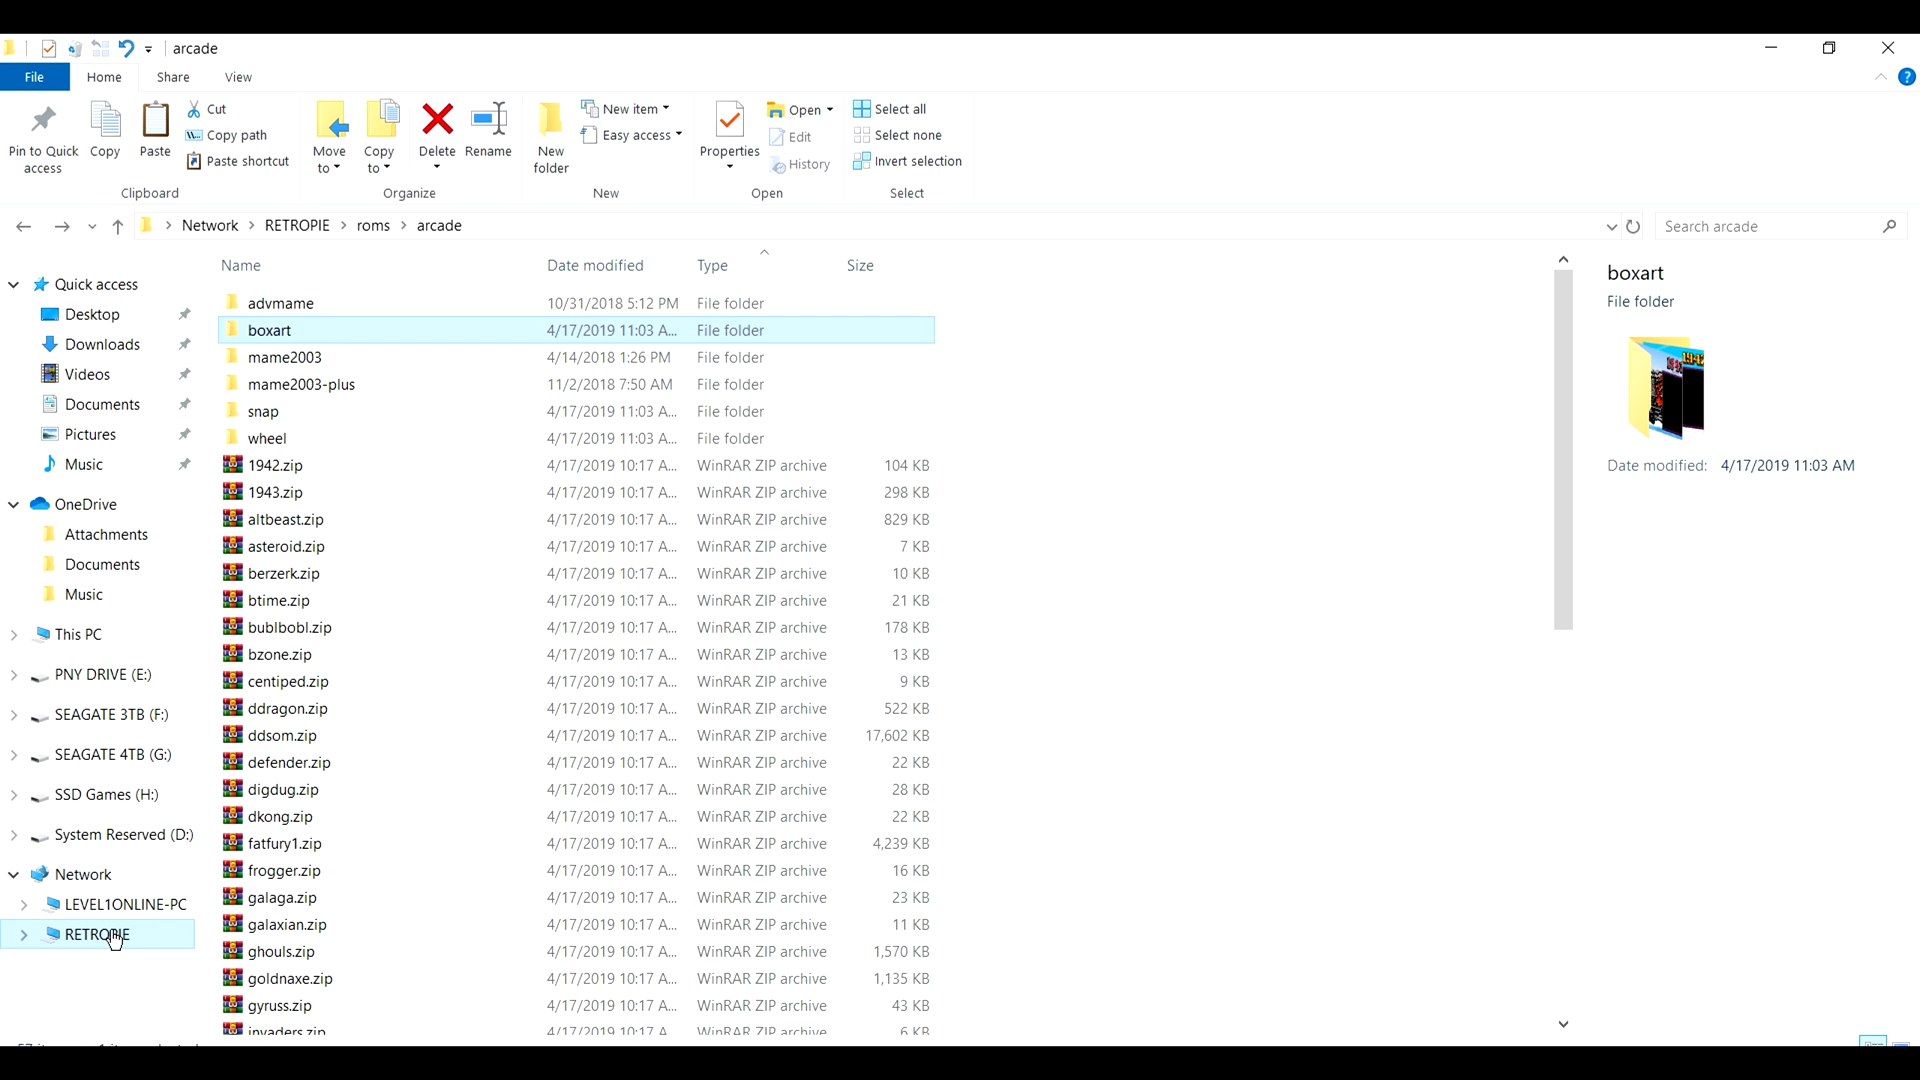 arcade
File Home Share View
Pin to Quick access
Copy
Paste
Cut
Copy path
Paste shortcut
Clipboard
Move to
Copy to
Delete
Rename
Organize
New folder
New item
Easy access
New
Properties
Open
Edit
History
Open
Select all
Select none
Invert selection
Select
Network RETROPIE roms arcade
Search arcade
Quick access
Desktop
Downloads
Videos
Documents
Pictures
Music
OneDrive
Attachments
Documents
Music
This PC
PNY DRIVE (E:)
SEAGATE 3TB (F:)
SEAGATE 4TB (G:)
SSD Games (H:)
System Reserved (D:)
Network
LEVEL1ONLINE-PC
RETROPIE
Name Date modified Type Size
advmame 10/31/2018 5:12 PM File folder
boxart 4/17/2019 11:03 A... File folder
mame2003 4/14/2018 1:26 PM File folder
mame2003-plus 11/2/2018 7:50 AM File folder
snap 4/17/2019 11:03 A... File folder
wheel 4/17/2019 11:03 A... File folder
1942.zip 4/17/2019 10:17 A... WinRAR ZIP archive 104 KB
1943.zip 4/17/2019 10:17 A... WinRAR ZIP archive 298 KB
altbeast.zip 4/17/2019 10:17 A... WinRAR ZIP archive 829 KB
asteroid.zip 4/17/2019 10:17 A... WinRAR ZIP archive 7 KB
berzerk.zip 4/17/2019 10:17 A... WinRAR ZIP archive 10 KB
btime.zip 4/17/2019 10:17 A... WinRAR ZIP archive 21 KB
bublbobl.zip 4/17/2019 10:17 A... WinRAR ZIP archive 178 KB
bzone.zip 4/17/2019 10:17 A... WinRAR ZIP archive 13 KB
centiped.zip 4/17/2019 10:17 A... WinRAR ZIP archive 9 KB
ddragon.zip 4/17/2019 10:17 A... WinRAR ZIP archive 522 KB
ddsom.zip 4/17/2019 10:17 A... WinRAR ZIP archive 17,602 KB
defender.zip 4/17/2019 10:17 A... WinRAR ZIP archive 22 KB
digdug.zip 4/17/2019 10:17 A... WinRAR ZIP archive 28 KB
dkong.zip 4/17/2019 10:17 A... WinRAR ZIP archive 22 KB
fatfury1.zip 4/17/2019 10:17 A... WinRAR ZIP archive 4,239 KB
frogger.zip 4/17/2019 10:17 A... WinRAR ZIP archive 16 KB
galaga.zip 4/17/2019 10:17 A... WinRAR ZIP archive 23 KB
galaxian.zip 4/17/2019 10:17 A... WinRAR ZIP archive 11 KB
ghouls.zip 4/17/2019 10:17 A... WinRAR ZIP archive 1,570 KB
goldnaxe.zip 4/17/2019 10:17 A... WinRAR ZIP archive 1,135 KB
gyruss.zip 4/17/2019 10:17 A... WinRAR ZIP archive 43 KB
invaders.zip 4/17/2019 10:17 A... WinRAR ZIP archive 6 KB
boxart
File folder
Date modified: 4/17/2019 11:03 AM